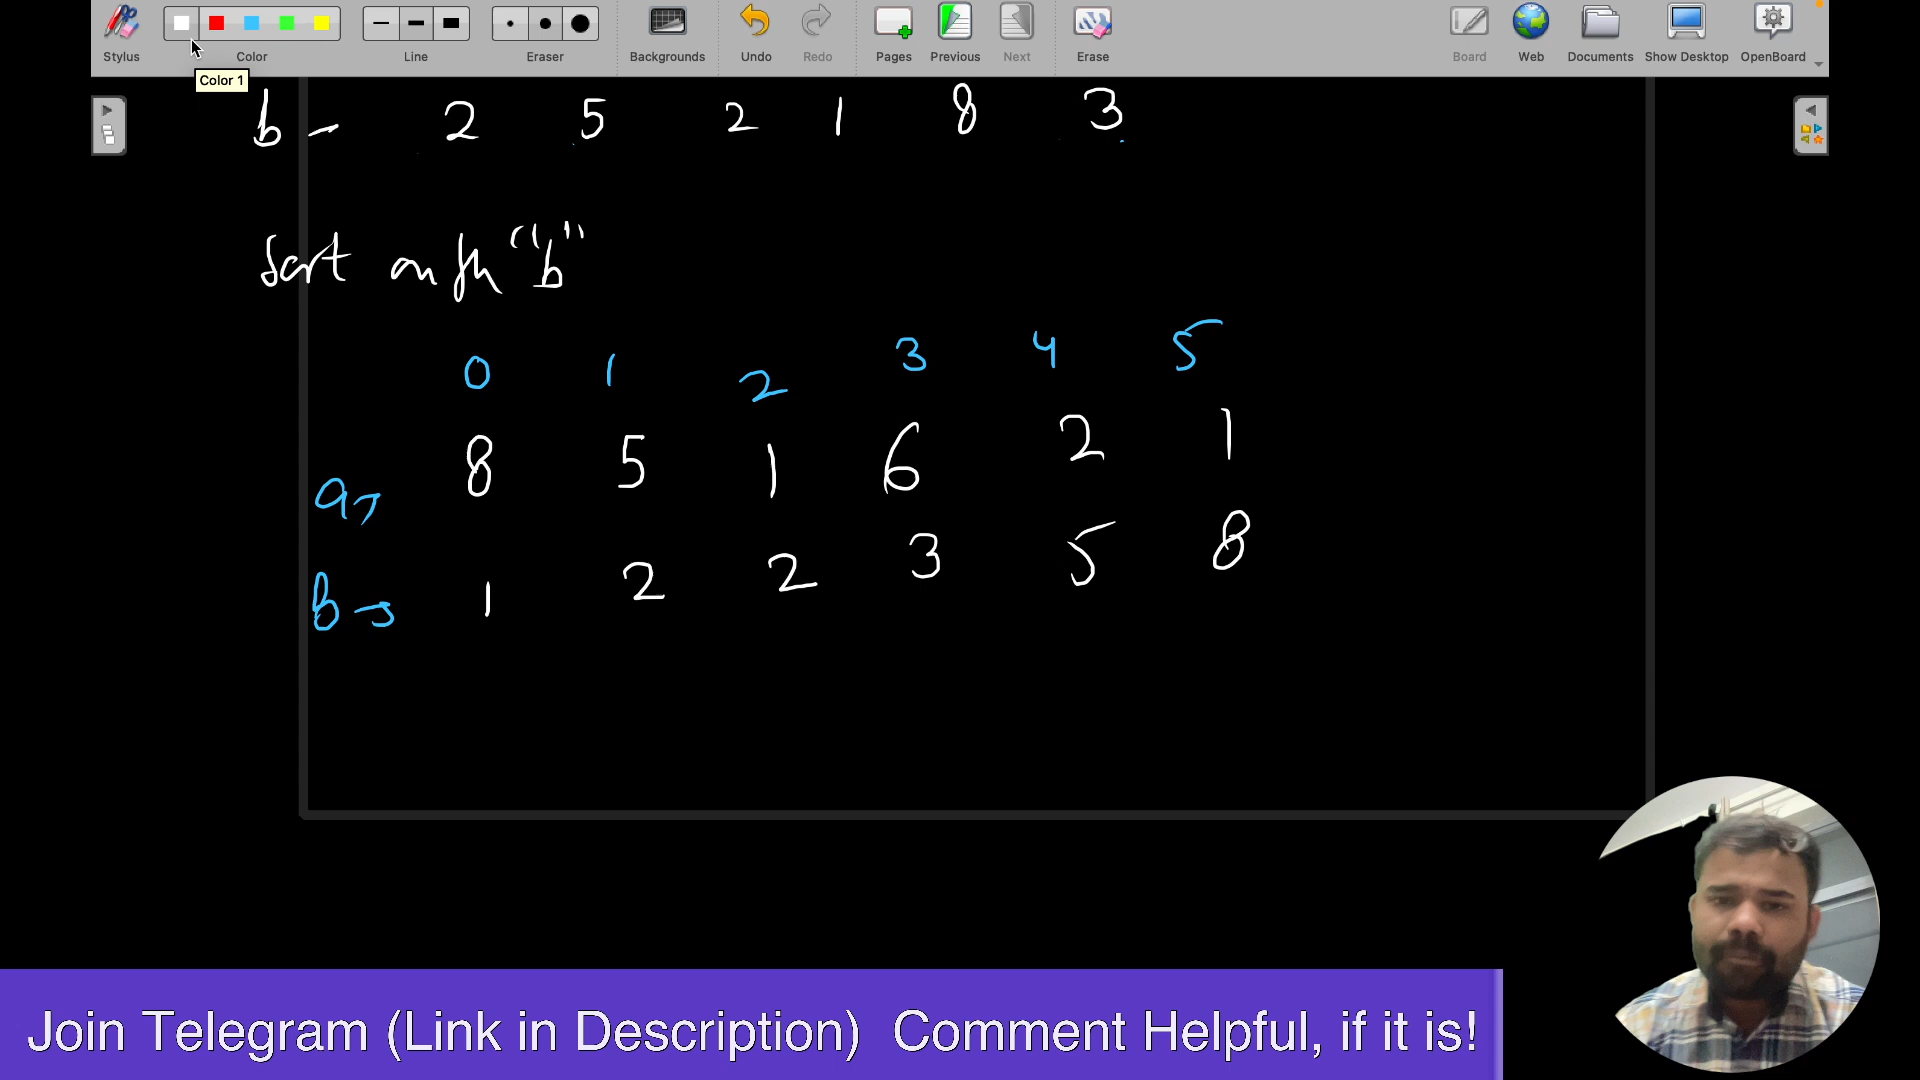 Stylus Color Line Eraser Backgrounds Undo Redo Pages Previous Next Erase Board Web Documents Show Desktop OpenBoard
Color 1
b - 2 5 2 1 8 3
Sort on "b"
0 1 2 3 4 5
a → 8 5 1 6 2 1
b → 1 2 2 3 5 8
Join Telegram (Link in Description) Comment Helpful, if it is!